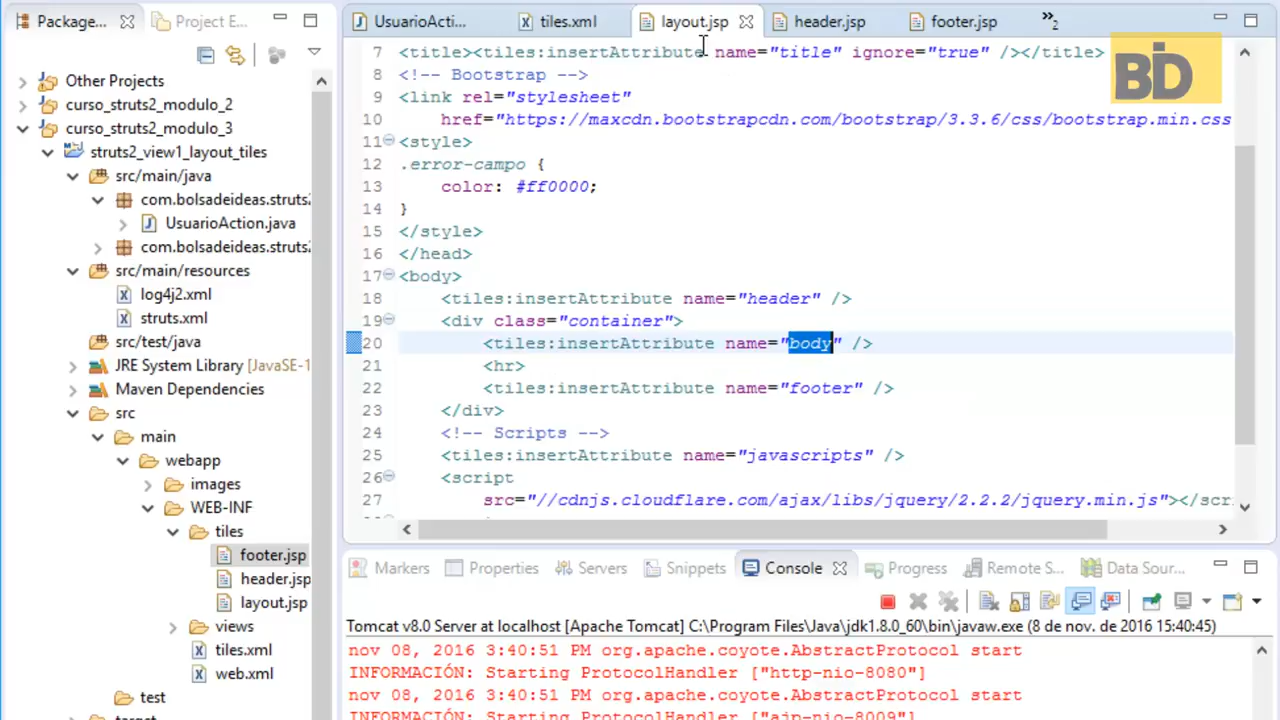 Package...
Project E...
UsuarioActi...
tiles.xml
layout.jsp
header.jsp
footer.jsp
»2
BD
Other Projects
curso_struts2_modulo_2
curso_struts2_modulo_3
struts2_view1_layout_tiles
src/main/java
com.bolsadeideas.struts
UsuarioAction.java
com.bolsadeideas.struts
src/main/resources
log4j2.xml
struts.xml
src/test/java
JRE System Library [JavaSE-1
Maven Dependencies
src
main
webapp
images
WEB-INF
tiles
footer.jsp
header.jsp
layout.jsp
views
tiles.xml
web.xml
test
7 <title><tiles:insertAttribute name="title" ignore="true" /></title>
8 <!-- Bootstrap -->
9 <link rel="stylesheet"
10 href="https://maxcdn.bootstrapcdn.com/bootstrap/3.3.6/css/bootstrap.min.css
11 <style>
12 .error-campo {
13 color: #ff0000;
14 }
15 </style>
16 </head>
17 <body>
18 <tiles:insertAttribute name="header" />
19 <div class="container">
20 <tiles:insertAttribute name="body" />
21 <hr>
22 <tiles:insertAttribute name="footer" />
23 </div>
24 <!-- Scripts -->
25 <tiles:insertAttribute name="javascripts" />
26 <script
27 src="//cdnjs.cloudflare.com/ajax/libs/jquery/2.2.2/jquery.min.js"></scr
Markers
Properties
Servers
Snippets
Console
Progress
Remote S...
Data Sour...
Tomcat v8.0 Server at localhost [Apache Tomcat] C:\Program Files\Java\jdk1.8.0_60\bin\javaw.exe (8 de nov. de 2016 15:40:45)
nov 08, 2016 3:40:51 PM org.apache.coyote.AbstractProtocol start
INFORMACIÓN: Starting ProtocolHandler ["http-nio-8080"]
nov 08, 2016 3:40:51 PM org.apache.coyote.AbstractProtocol start
INFORMACIÓN: Starting ProtocolHandler ["ajp-nio-8009"]